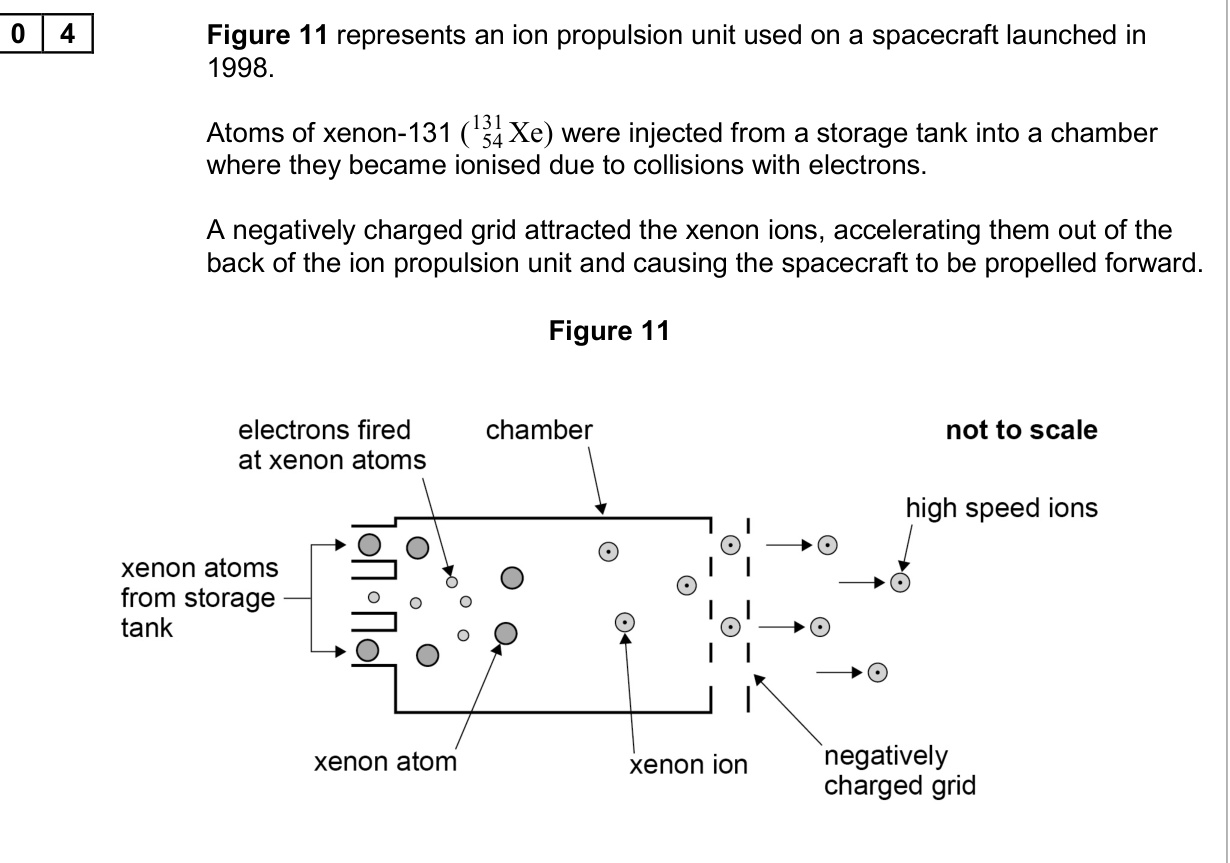 0 4
Figure 11 represents an ion propulsion unit used on a spacecraft launched in
1998.
Atoms of xenon-131 (¹³¹₅₄Xe) were injected from a storage tank into a chamber
where they became ionised due to collisions with electrons.
A negatively charged grid attracted the xenon ions, accelerating them out of the
back of the ion propulsion unit and causing the spacecraft to be propelled forward.
Figure 11
electrons fired
at xenon atoms
chamber
not to scale
high speed ions
xenon atoms
from storage
tank
xenon atom
xenon ion
negatively
charged grid